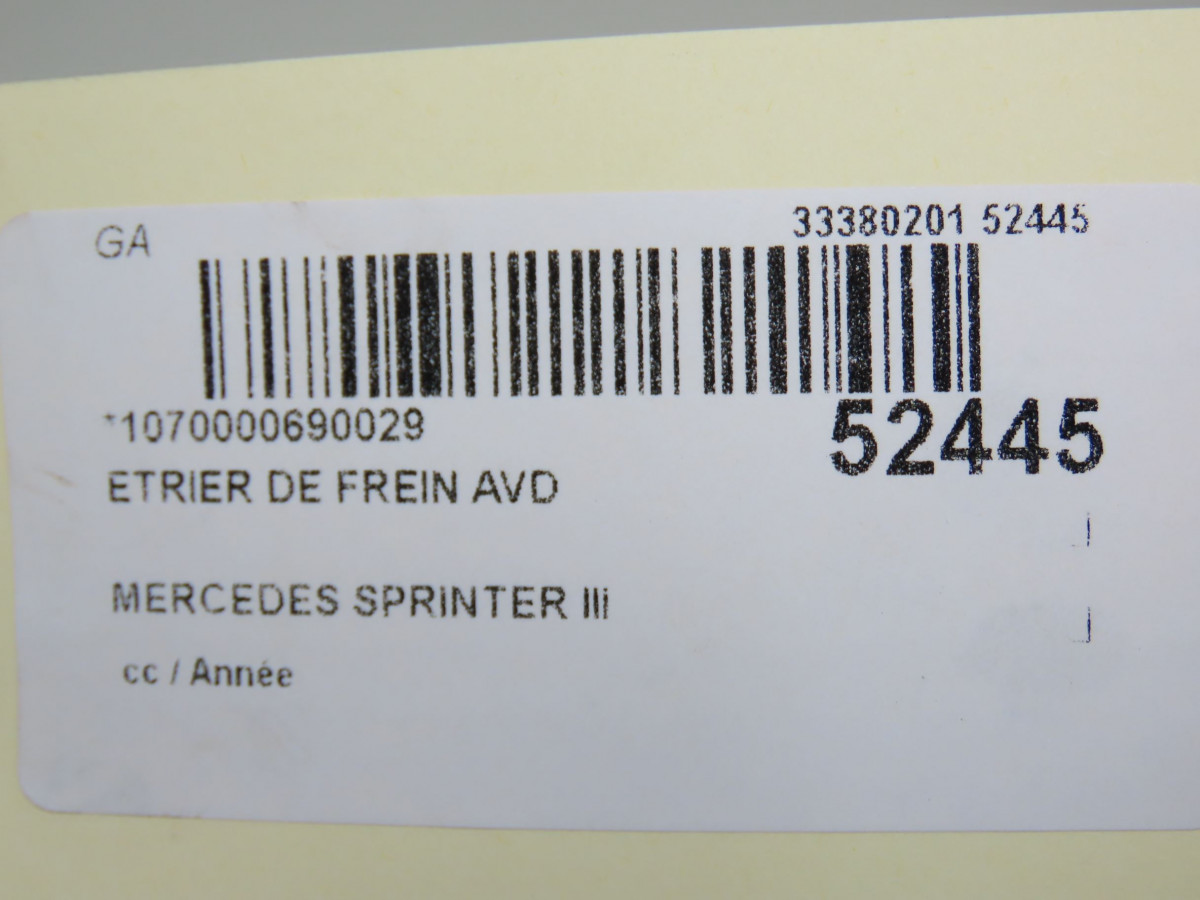 GA
33380201 52445
*1070000690029
52445
ETRIER DE FREIN AVD
MERCEDES SPRINTER III
cc / Année